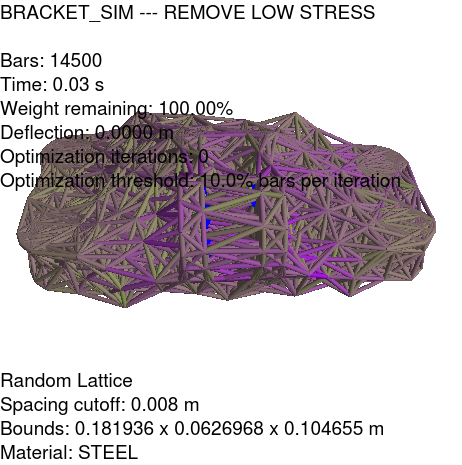 BRACKET_SIM --- REMOVE LOW STRESS
Bars: 14500
Time: 0.03 s
Weight remaining: 100.00%
Deflection: 0.0000 m
Optimization iterations: 0
Optimization threshold: 10.0% bars per iteration
Random Lattice
Spacing cutoff: 0.008 m
Bounds: 0.181936 x 0.0626968 x 0.104655 m
Material: STEEL